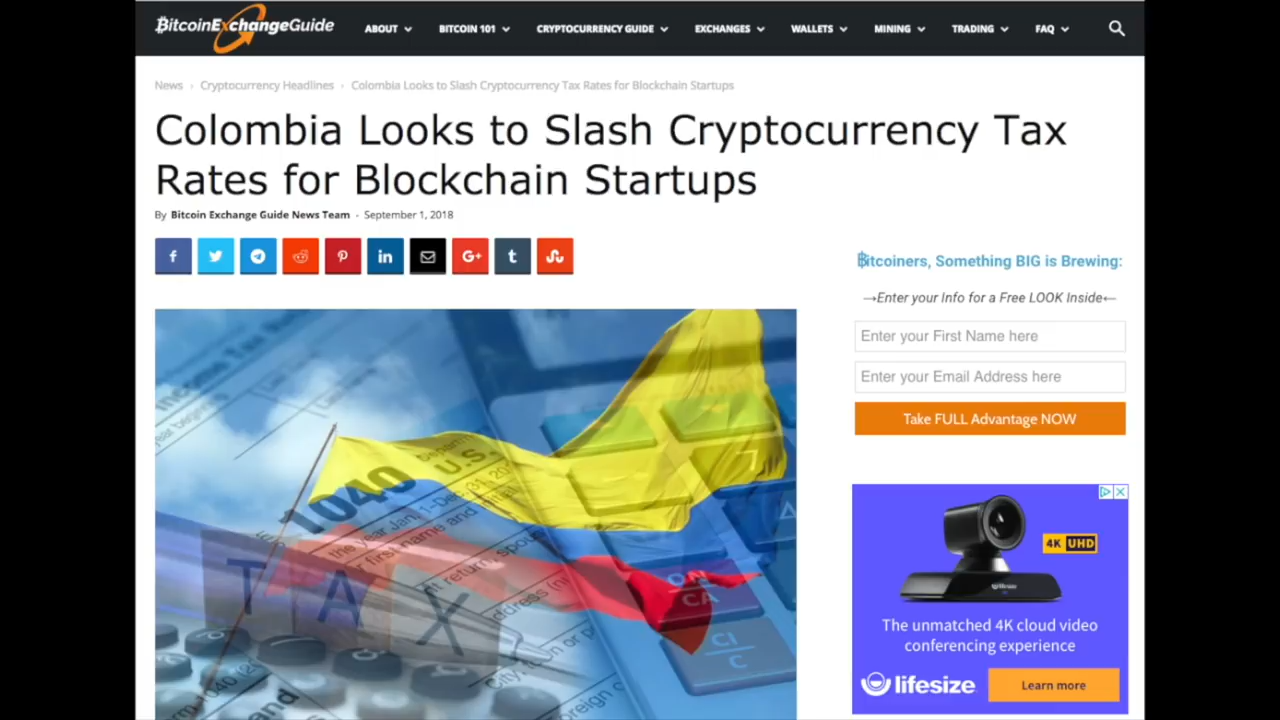 BitcoinExchangeGuide
ABOUT BITCOIN 101 CRYPTOCURRENCY GUIDE EXCHANGES WALLETS MINING TRADING FAQ
News › Cryptocurrency Headlines › Colombia Looks to Slash Cryptocurrency Tax Rates for Blockchain Startups
Colombia Looks to Slash Cryptocurrency Tax
Rates for Blockchain Startups
By Bitcoin Exchange Guide News Team - September 1, 2018
₿itcoiners, Something BIG is Brewing:
→Enter your Info for a Free LOOK Inside←
Enter your First Name here
Enter your Email Address here
Take FULL Advantage NOW
1040
U.S.
TAX
ON
CA
CI
C
4K UHD
The unmatched 4K cloud video
conferencing experience
lifesize
Learn more